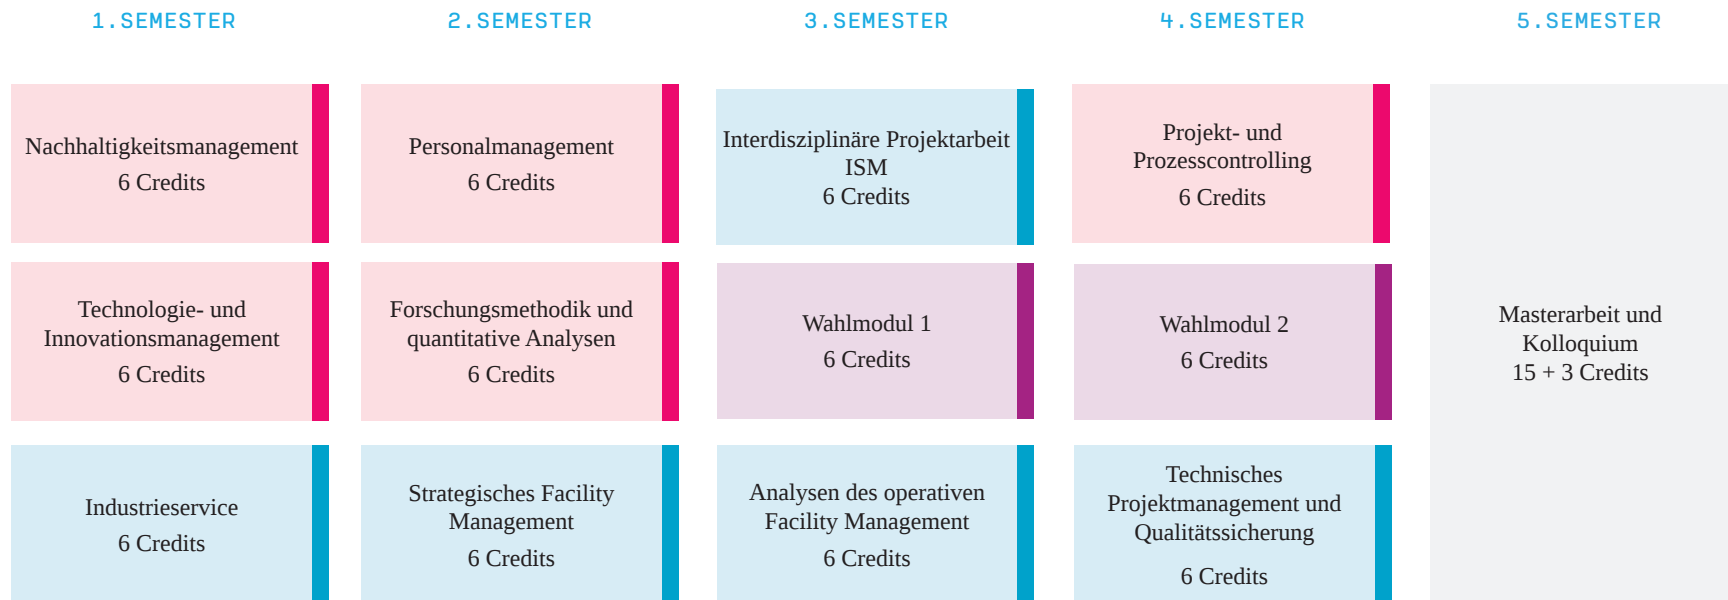 1.SEMESTER
2.SEMESTER
3.SEMESTER
4.SEMESTER
5.SEMESTER
Nachhaltigkeitsmanagement
6 Credits
Personalmanagement
6 Credits
Interdisziplinäre Projektarbeit
ISM
6 Credits
Projekt- und
Prozesscontrolling
6 Credits
Technologie- und
Innovationsmanagement
6 Credits
Forschungsmethodik und
quantitative Analysen
6 Credits
Wahlmodul 1
6 Credits
Wahlmodul 2
6 Credits
Masterarbeit und
Kolloquium
15 + 3 Credits
Industrieservice
6 Credits
Strategisches Facility
Management
6 Credits
Analysen des operativen
Facility Management
6 Credits
Technisches
Projektmanagement und
Qualitätssicherung
6 Credits